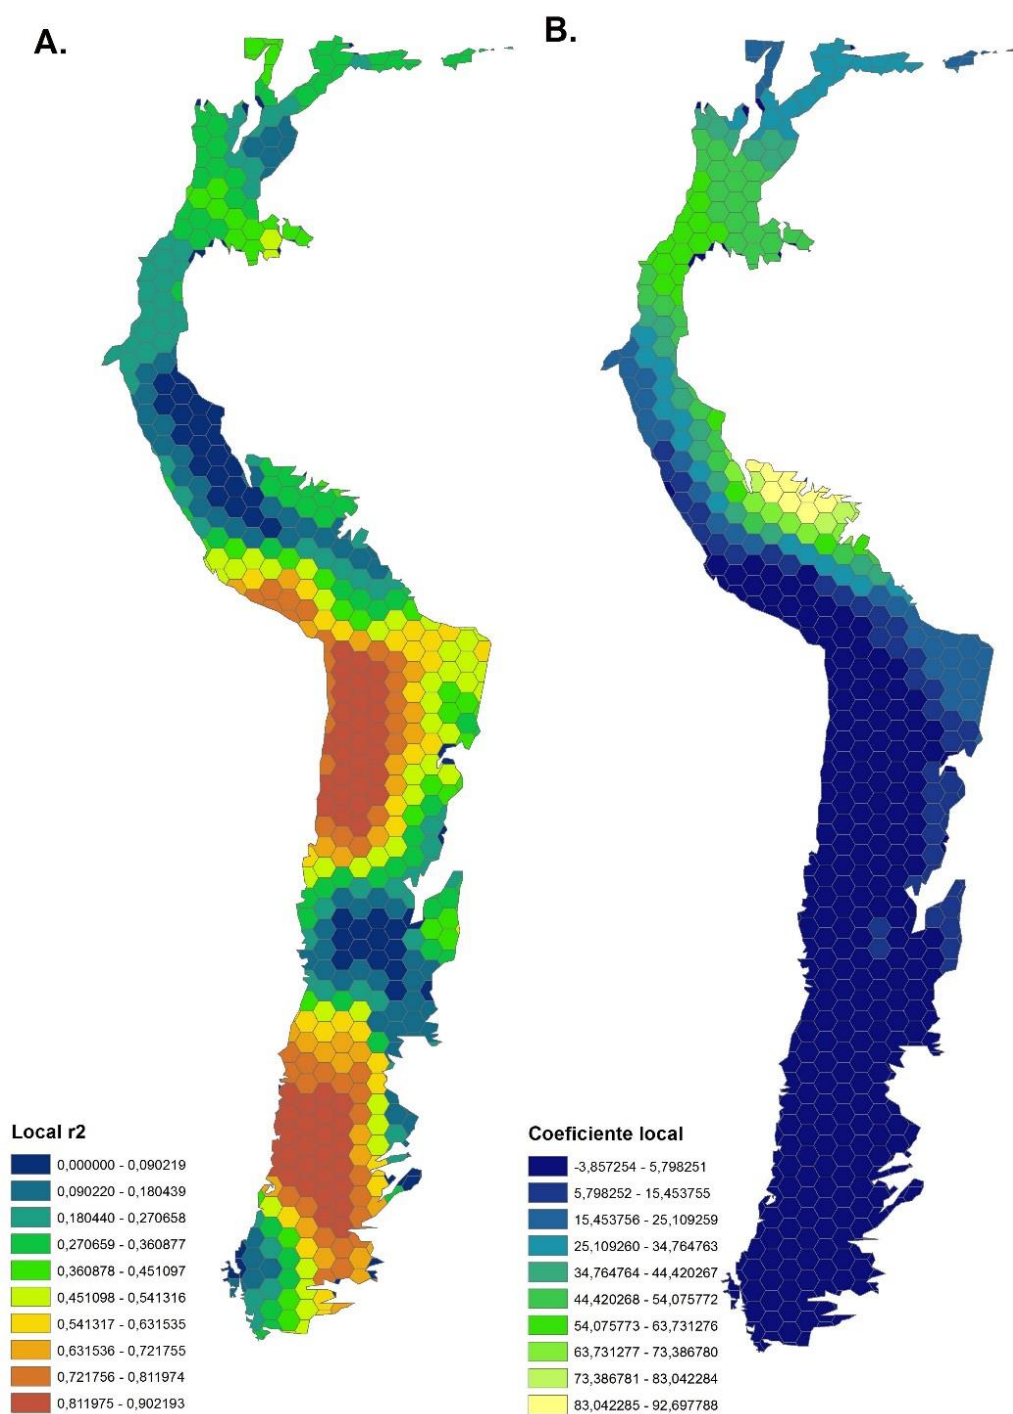 A.
B.
Local r2
0,000000 - 0,090219
0,090220 - 0,180439
0,180440 - 0,270658
0,270659 - 0,360877
0,360878 - 0,451097
0,451098 - 0,541316
0,541317 - 0,631535
0,631536 - 0,721755
0,721756 - 0,811974
0,811975 - 0,902193
Coeficiente local
-3,857254 - 5,798251
5,798252 - 15,453755
15,453756 - 25,109259
25,109260 - 34,764763
34,764764 - 44,420267
44,420268 - 54,075772
54,075773 - 63,731276
63,731277 - 73,386780
73,386781 - 83,042284
83,042285 - 92,697788